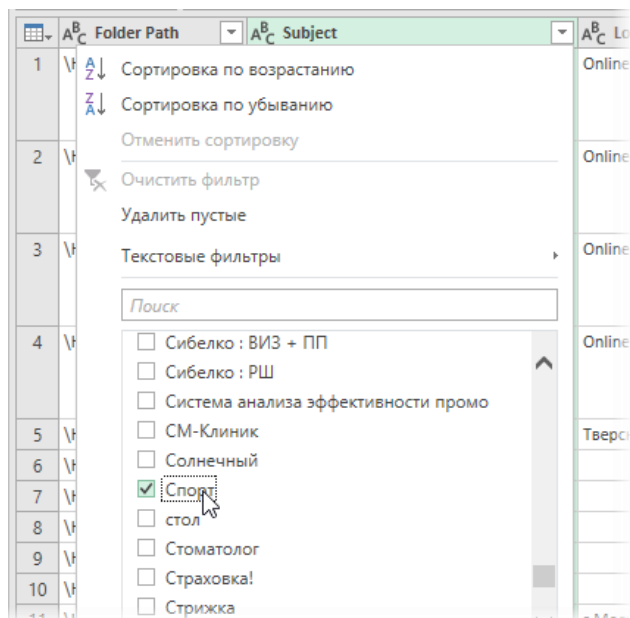 Folder Path Subject
1 Online
Сортировка по возрастанию
Сортировка по убыванию
Отменить сортировку
2 Online
Очистить фильтр
Удалить пустые
3 Online
Текстовые фильтры
Поиск
4 Online
Сибелко : ВИЗ + ПП
Сибелко : РШ
Система анализа эффективности промо
5 СМ-Клиник
6 Солнечный
7 Спорт
8 стол
9 Стоматолог
10 Страховка!
Стрижка